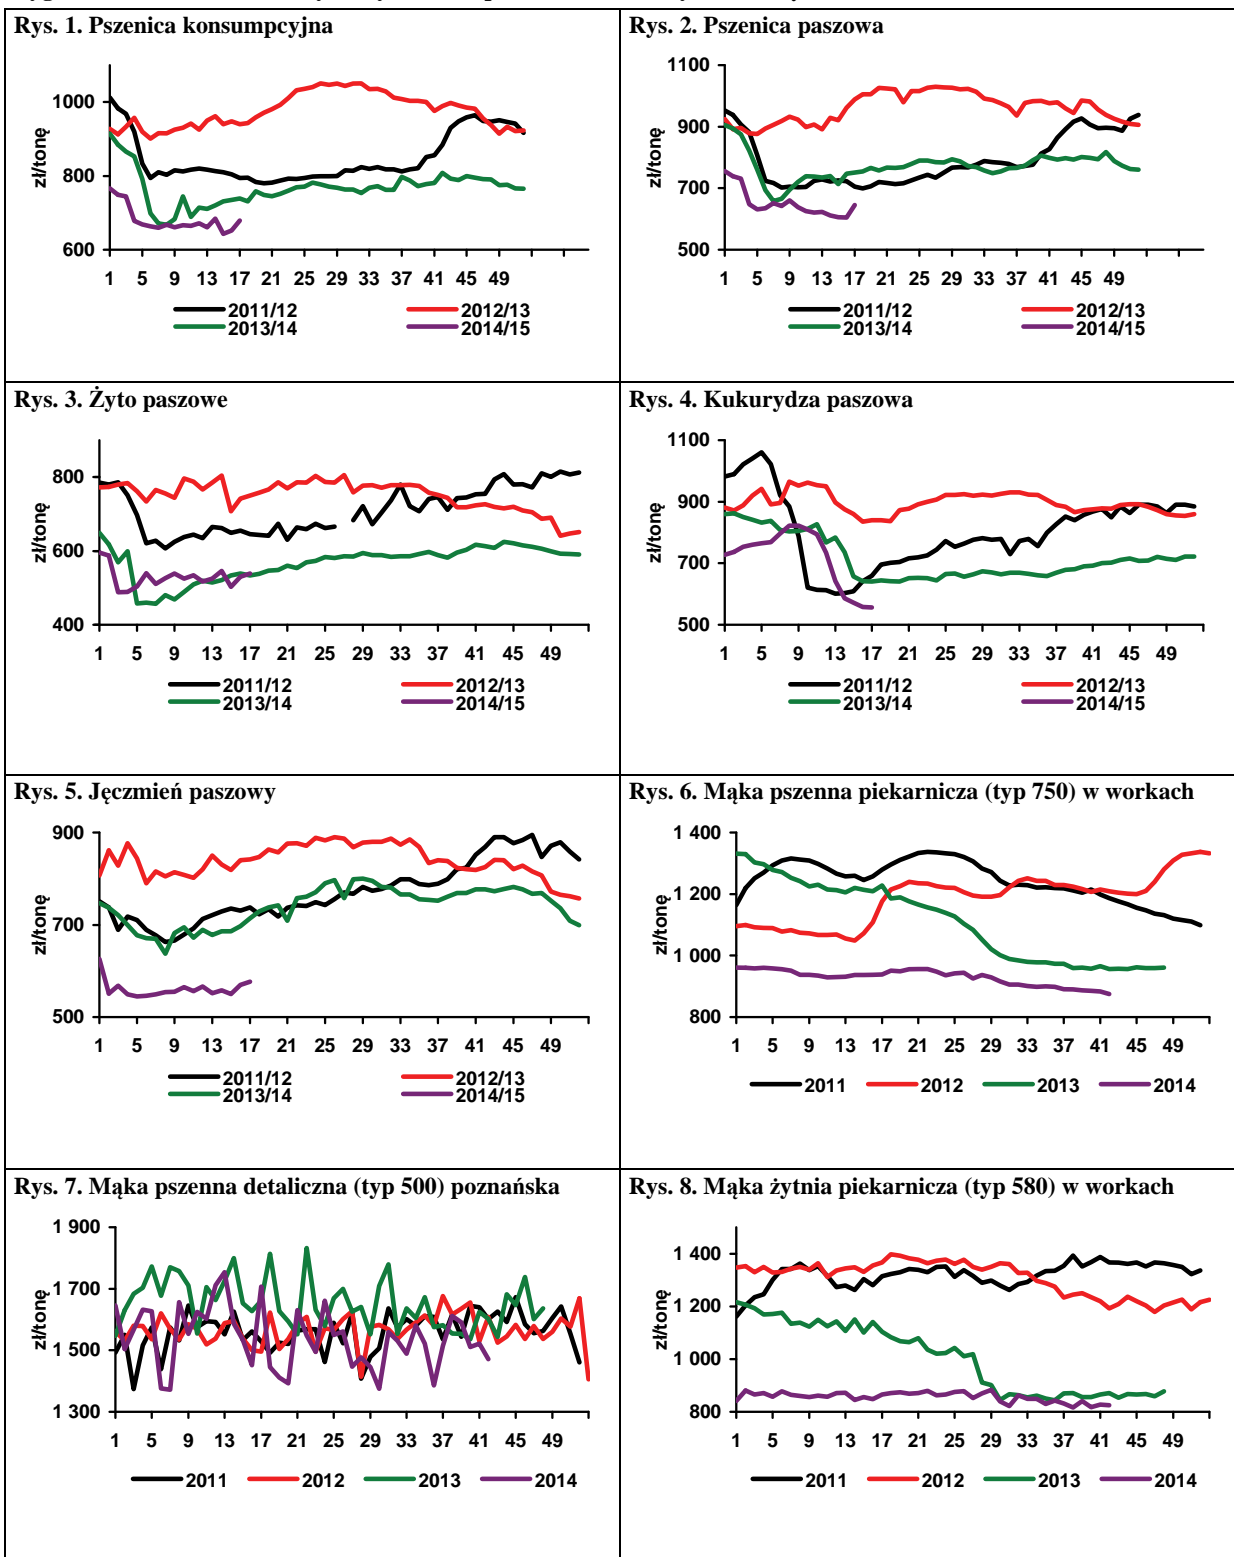 Rys. 1. Pszenica konsumpcyjna
zł/tonę
1000
800
600
1 5 9 13 17 21 25 29 33 37 41 45 49
2011/12 2012/13
2013/14 2014/15
Rys. 2. Pszenica paszowa
zł/tonę
1100
900
700
500
1 5 9 13 17 21 25 29 33 37 41 45 49
2011/12 2012/13
2013/14 2014/15
Rys. 3. Żyto paszowe
zł/tonę
800
600
400
1 5 9 13 17 21 25 29 33 37 41 45 49
2011/12 2012/13
2013/14 2014/15
Rys. 4. Kukurydza paszowa
zł/tonę
1100
900
700
500
1 5 9 13 17 21 25 29 33 37 41 45 49
2011/12 2012/13
2013/14 2014/15
Rys. 5. Jęczmień paszowy
zł/tonę
900
700
500
1 5 9 13 17 21 25 29 33 37 41 45 49
2011/12 2012/13
2013/14 2014/15
Rys. 6. Mąka pszenna piekarnicza (typ 750) w workach
zł/tonę
1 400
1 200
1 000
800
1 5 9 13 17 21 25 29 33 37 41 45 49
2011 2012 2013 2014
Rys. 7. Mąka pszenna detaliczna (typ 500) poznańska
zł/tonę
1 900
1 700
1 500
1 300
1 5 9 13 17 21 25 29 33 37 41 45 49
2011 2012 2013 2014
Rys. 8. Mąka żytnia piekarnicza (typ 580) w workach
zł/tonę
1 400
1 200
1 000
800
1 5 9 13 17 21 25 29 33 37 41 45 49
2011 2012 2013 2014